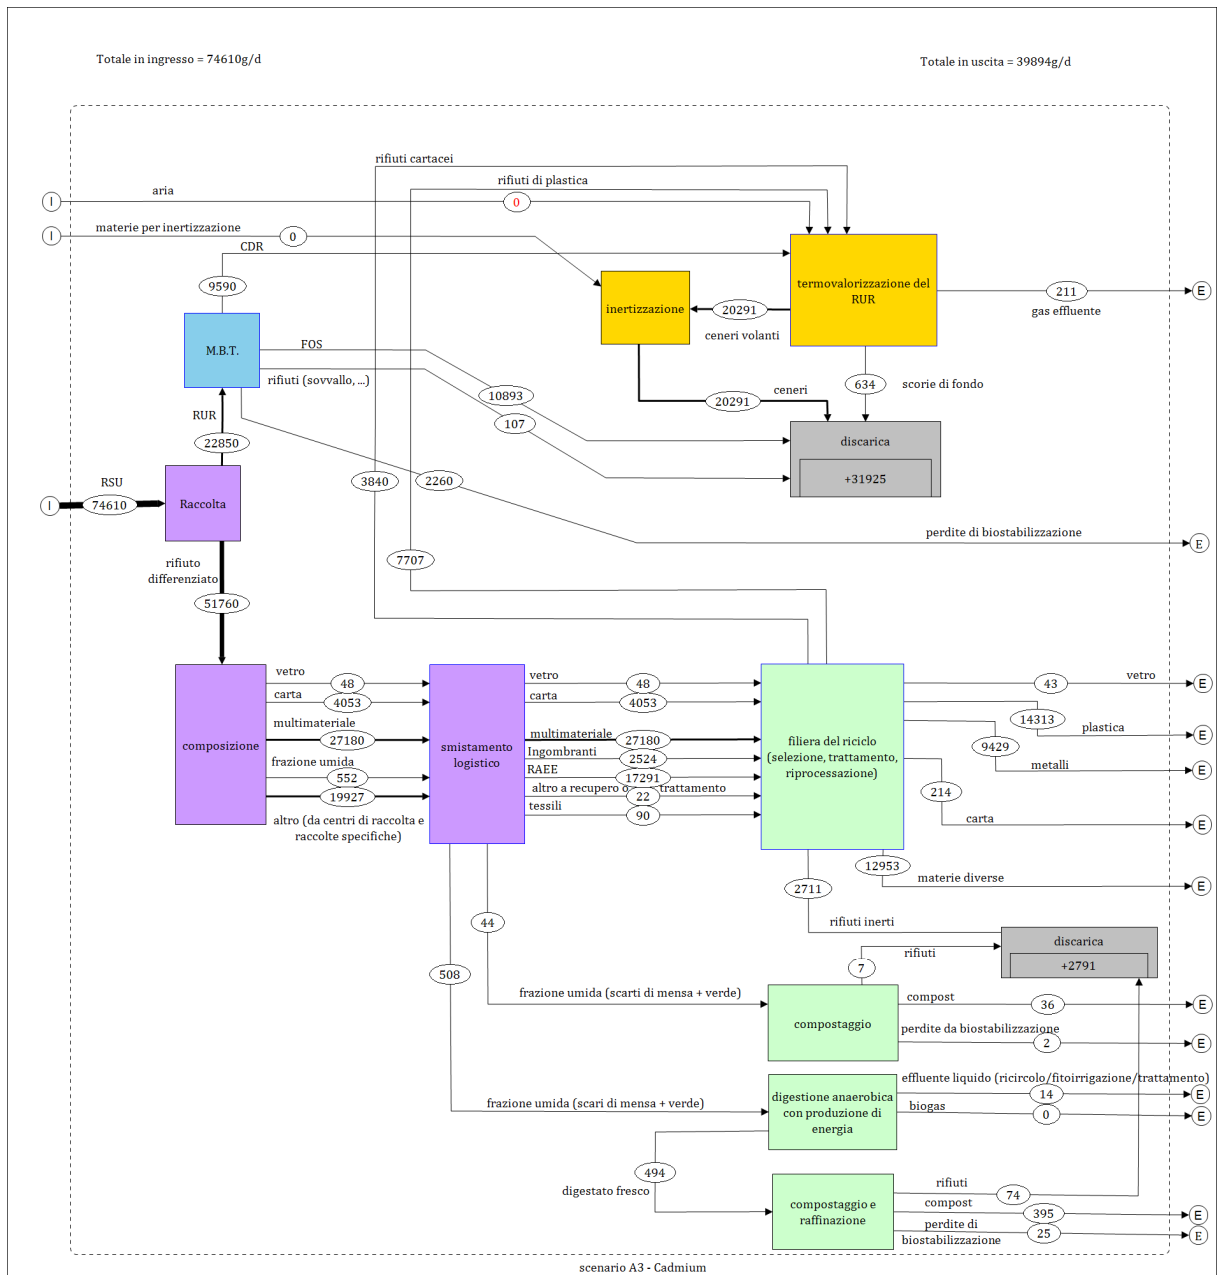 Totale in ingresso = 74610g/d
Totale in uscita = 39894g/d
rifiuti cartacei
rifiuti di plastica
aria
I
0
materie per inertizzazione
I
0
CDR
9590
termovalorizzazione del
RUR
211
E
gas effluente
inertizzazione
20291
ceneri volanti
M.B.T.
FOS
rifiuti (sovvallo, ...)
10893
107
ceneri
20291
634
scorie di fondo
RUR
22850
discarica
+31925
3840
2260
RSU
I
74610
Raccolta
perdite di biostabilizzazione
E
7707
rifiuto
differenziato
51760
composizione
vetro
48
carta
4053
multimateriale
27180
frazione umida
552
19927
altro (da centri di raccolta e
raccolte specifiche)
smistamento
logistico
vetro
48
carta
4053
multimateriale
27180
Ingombranti
2524
RAEE
17291
altro a recupero o trattamento
22
tessili
90
filiera del riciclo
(selezione, trattamento,
riprocessazione)
43
vetro
E
14313
plastica
E
9429
metalli
E
214
carta
E
12953
materie diverse
E
2711
rifiuti inerti
discarica
+2791
44
508
7
rifiuti
frazione umida (scarti di mensa + verde)
compostaggio
compost
36
E
perdite da biostabilizzazione
2
E
frazione umida (scari di mensa + verde)
digestione anaerobica
con produzione di
energia
effluente liquido (ricircolo/fitoirrigazione/trattamento)
14
E
biogas
0
E
494
digestato fresco
compostaggio e
raffinazione
rifiuti
74
compost
395
E
perdite di
biostabilizzazione
25
E
scenario A3 - Cadmium